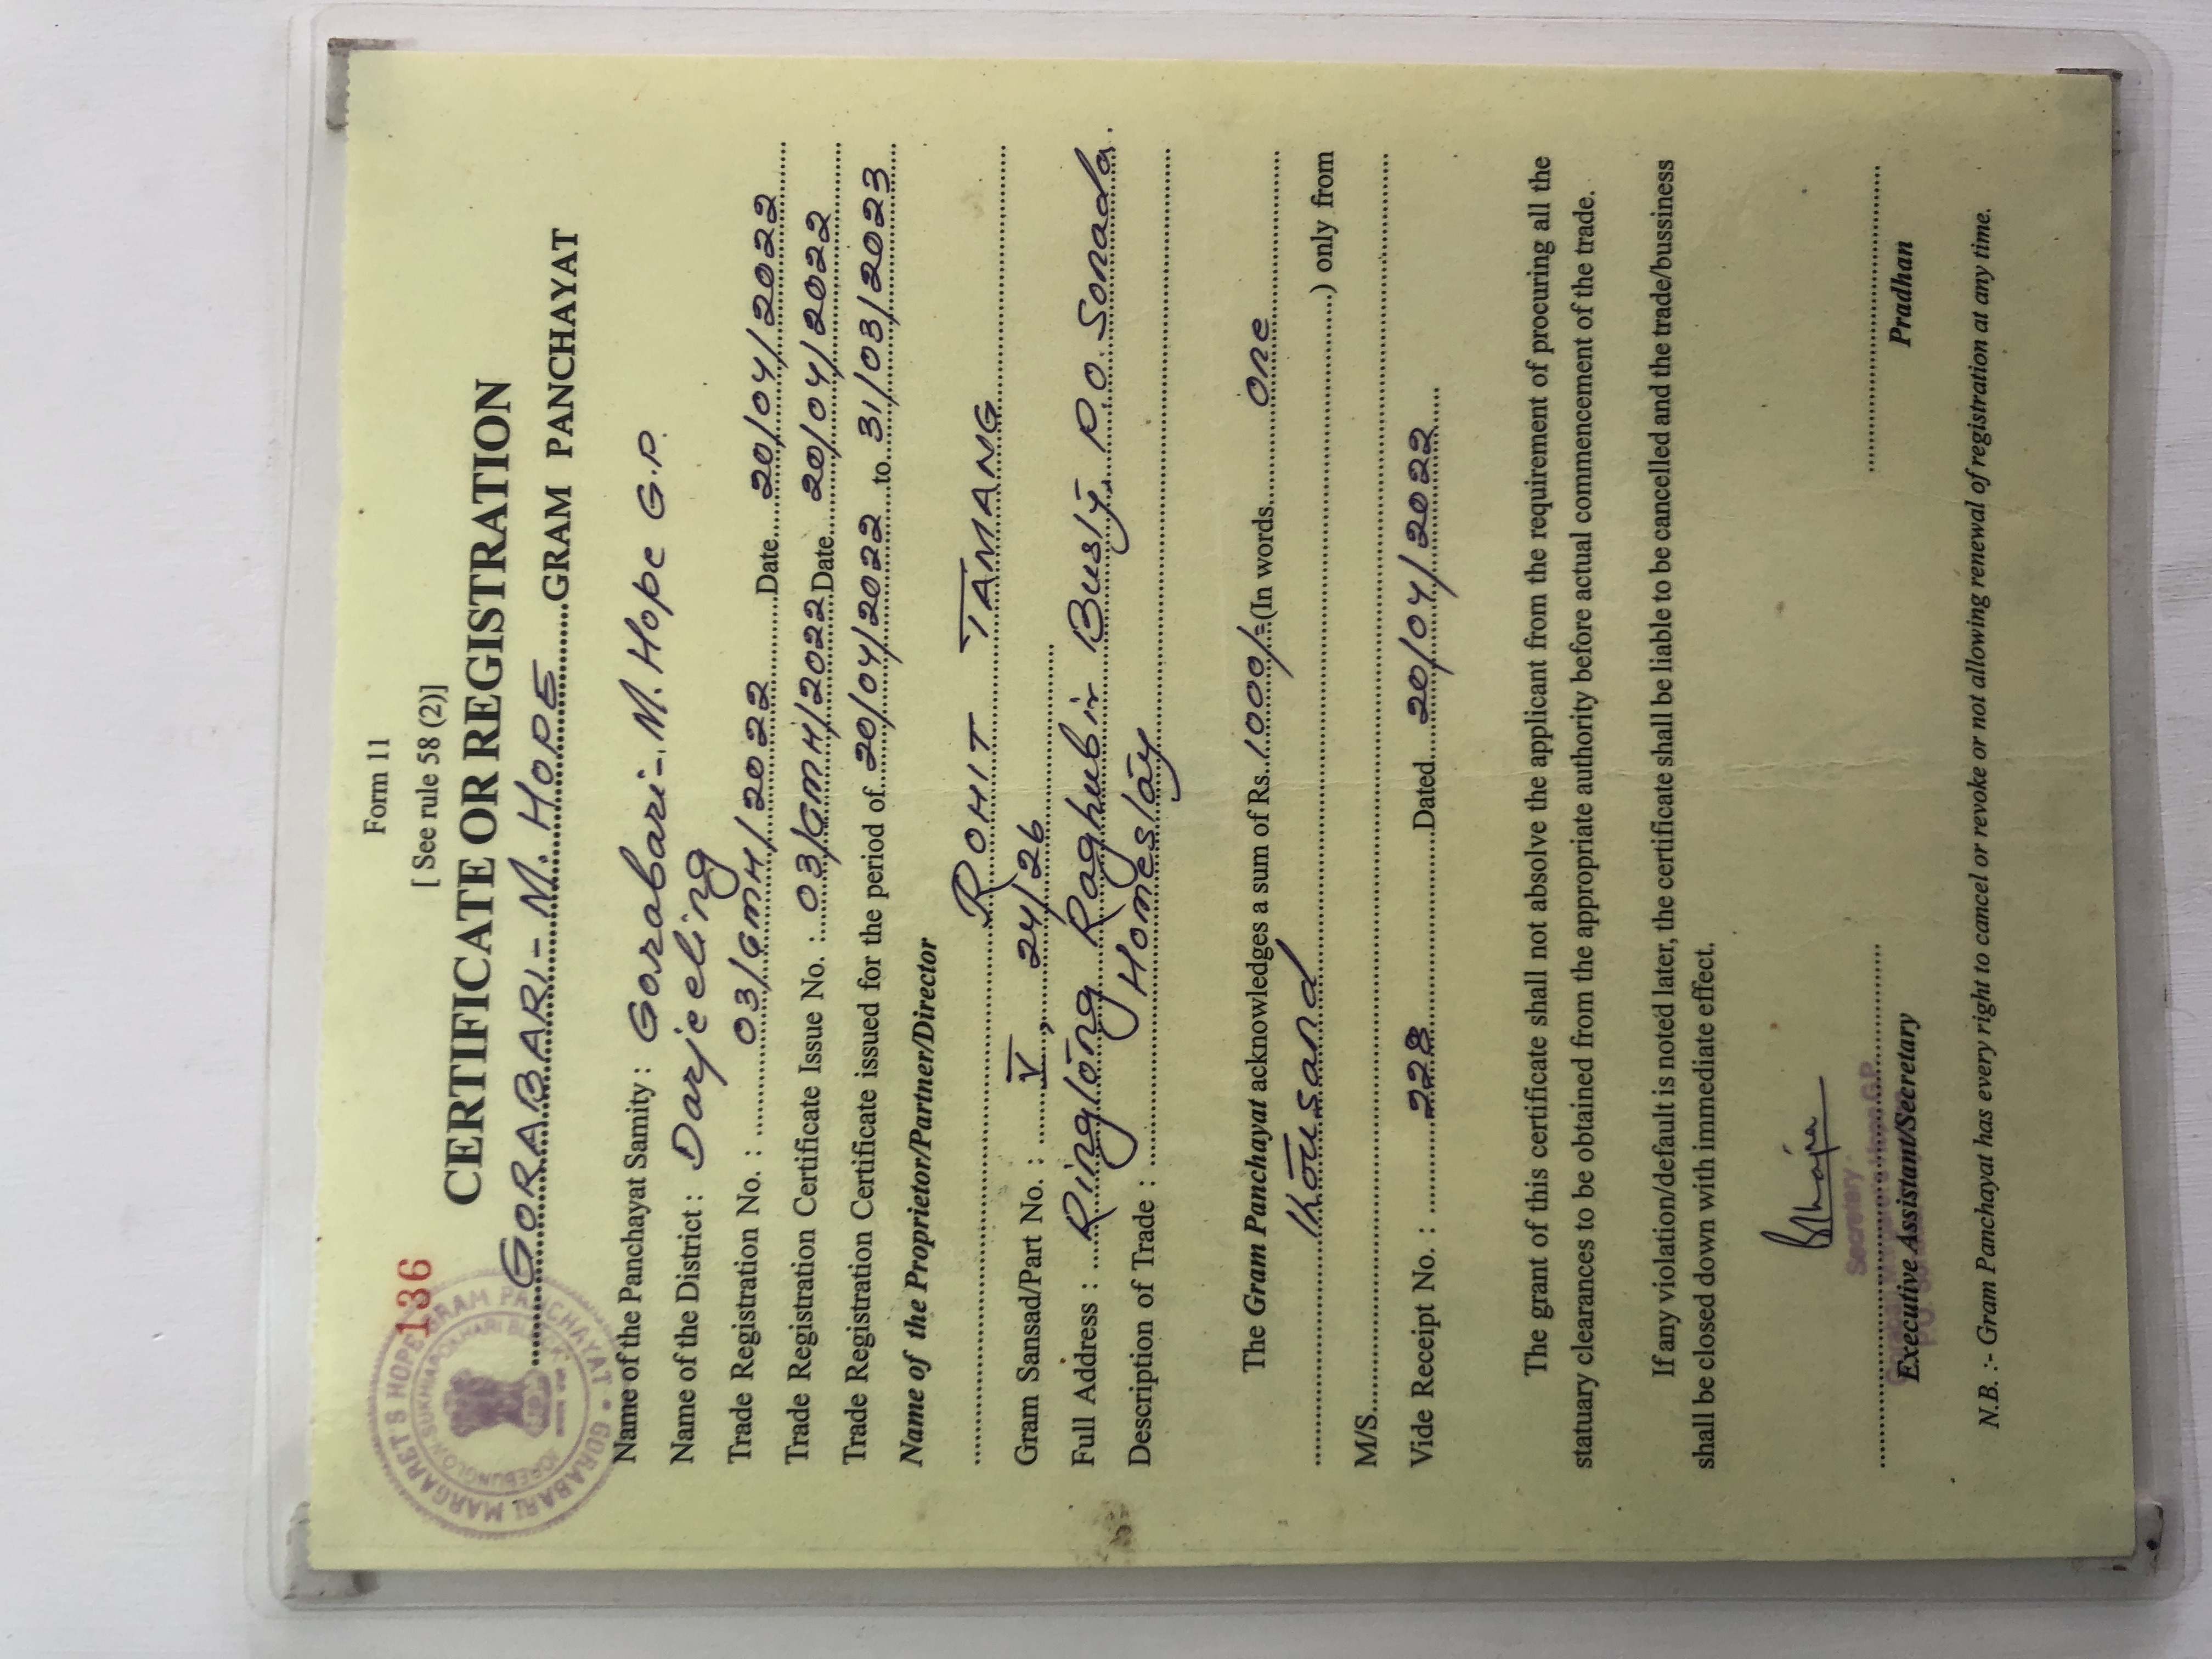 136
Form 11
[ See rule 58 (2)]
CERTIFICATE OR REGISTRATION
GORABARI - M. HOPE GRAM PANCHAYAT
GORABARI MARGARET'S HOPE GRAM PANCHAYAT
Name of the Panchayat Samity : Gorabari - M. Hope G.P.
Name of the District : Darjeeling
Trade Registration No. : 03/GMH/2022 Date 20/04/2022
Trade Registration Certificate Issue No. : 03/GMH/2022 Date 20/04/2022
Trade Registration Certificate issued for the period of 20/04/2022 to 31/03/2023
Name of the Proprietor/Partner/Director
ROHIT TAMANG
Gram Sansad/Part No. : V, 24/26
Full Address : Ringtong Raghubir Busty. P.O. Sonada.
Description of Trade : Homestay
The Gram Panchayat acknowledges a sum of Rs. 1000/= (In words one
thousand ) only from
M/S
Vide Receipt No. : 228 Dated 20/04/2022
The grant of this certificate shall not absolve the applicant from the requirement of procuring all the
statuary clearances to be obtained from the appropriate authority before actual commencement of the trade.
If any violation/default is noted later, the certificate shall be liable to be cancelled and the trade/bussiness
shall be closed down with immediate effect.
Secretary
Executive Assistant/Secretary Pradhan
N.B. :- Gram Panchayat has every right to cancel or revoke or not allowing renewal of registration at any time.